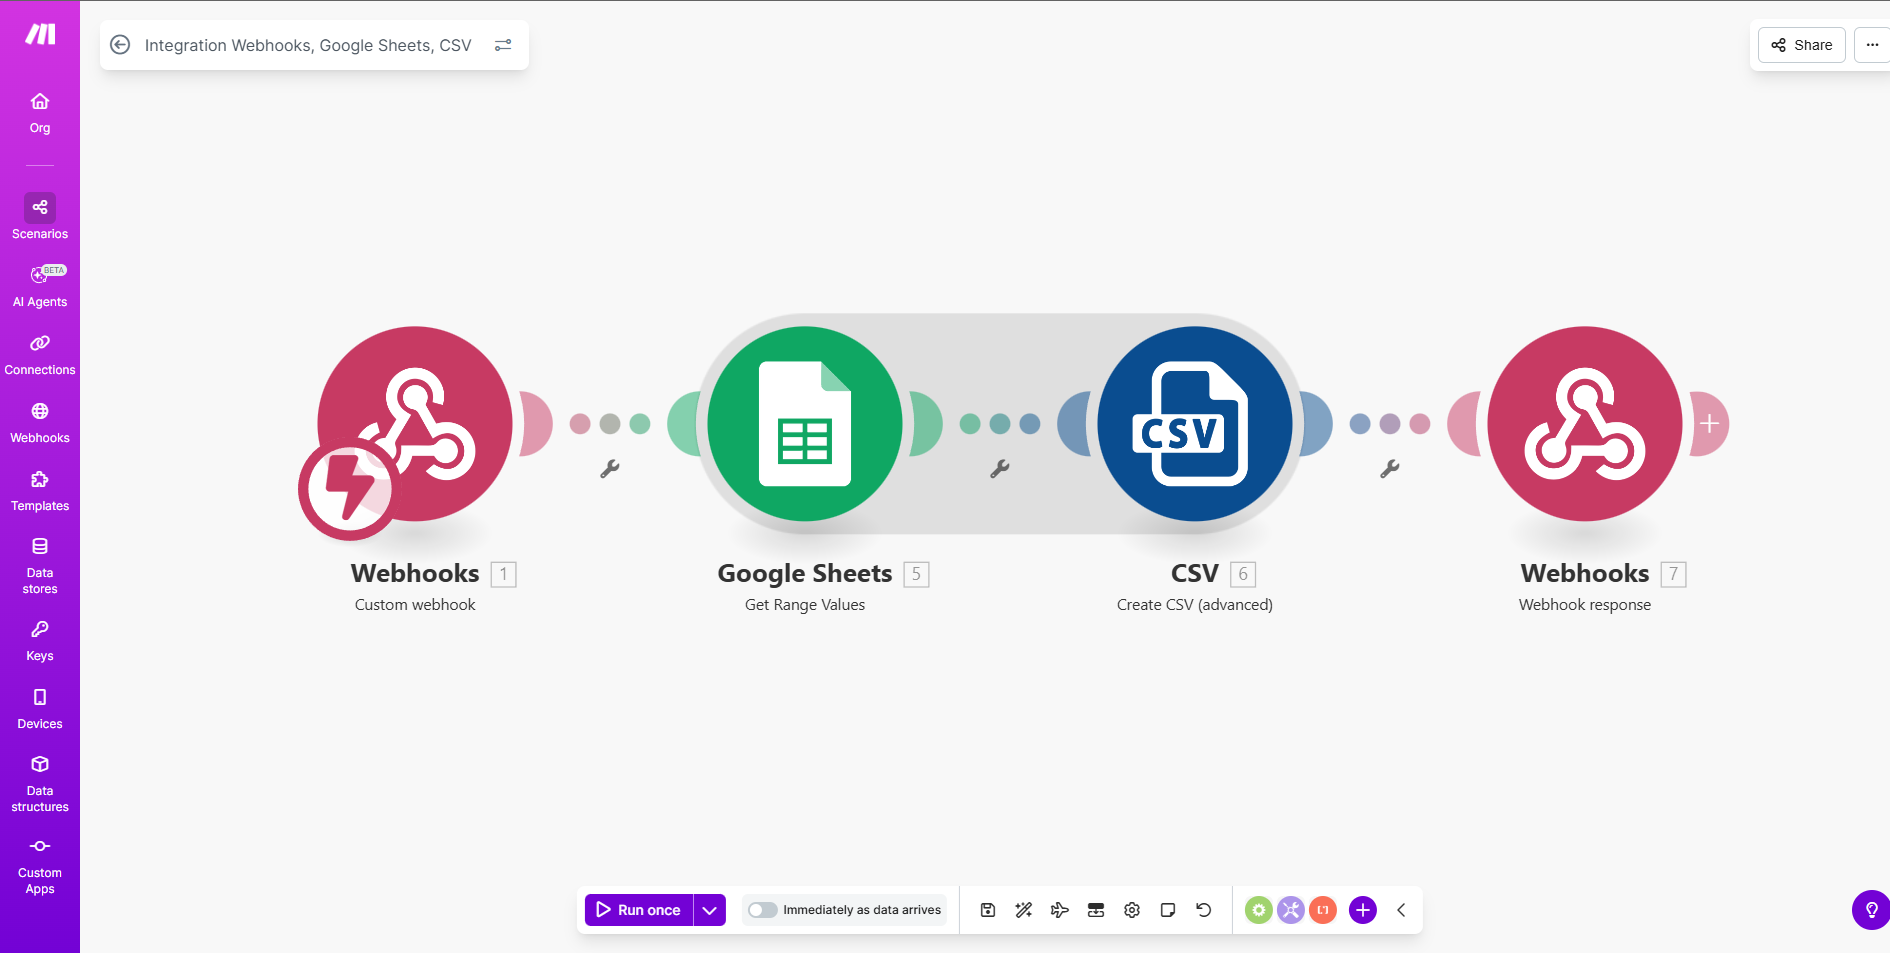 Integration Webhooks, Google Sheets, CSV
Share
Org
Scenarios
BETA
AI Agents
Connections
Webhooks
Templates
Data
stores
Keys
Devices
Data
structures
Custom
Apps
CSV
Webhooks 1
Custom webhook
Google Sheets 5
Get Range Values
CSV 6
Create CSV (advanced)
Webhooks 7
Webhook response
Run once
Immediately as data arrives